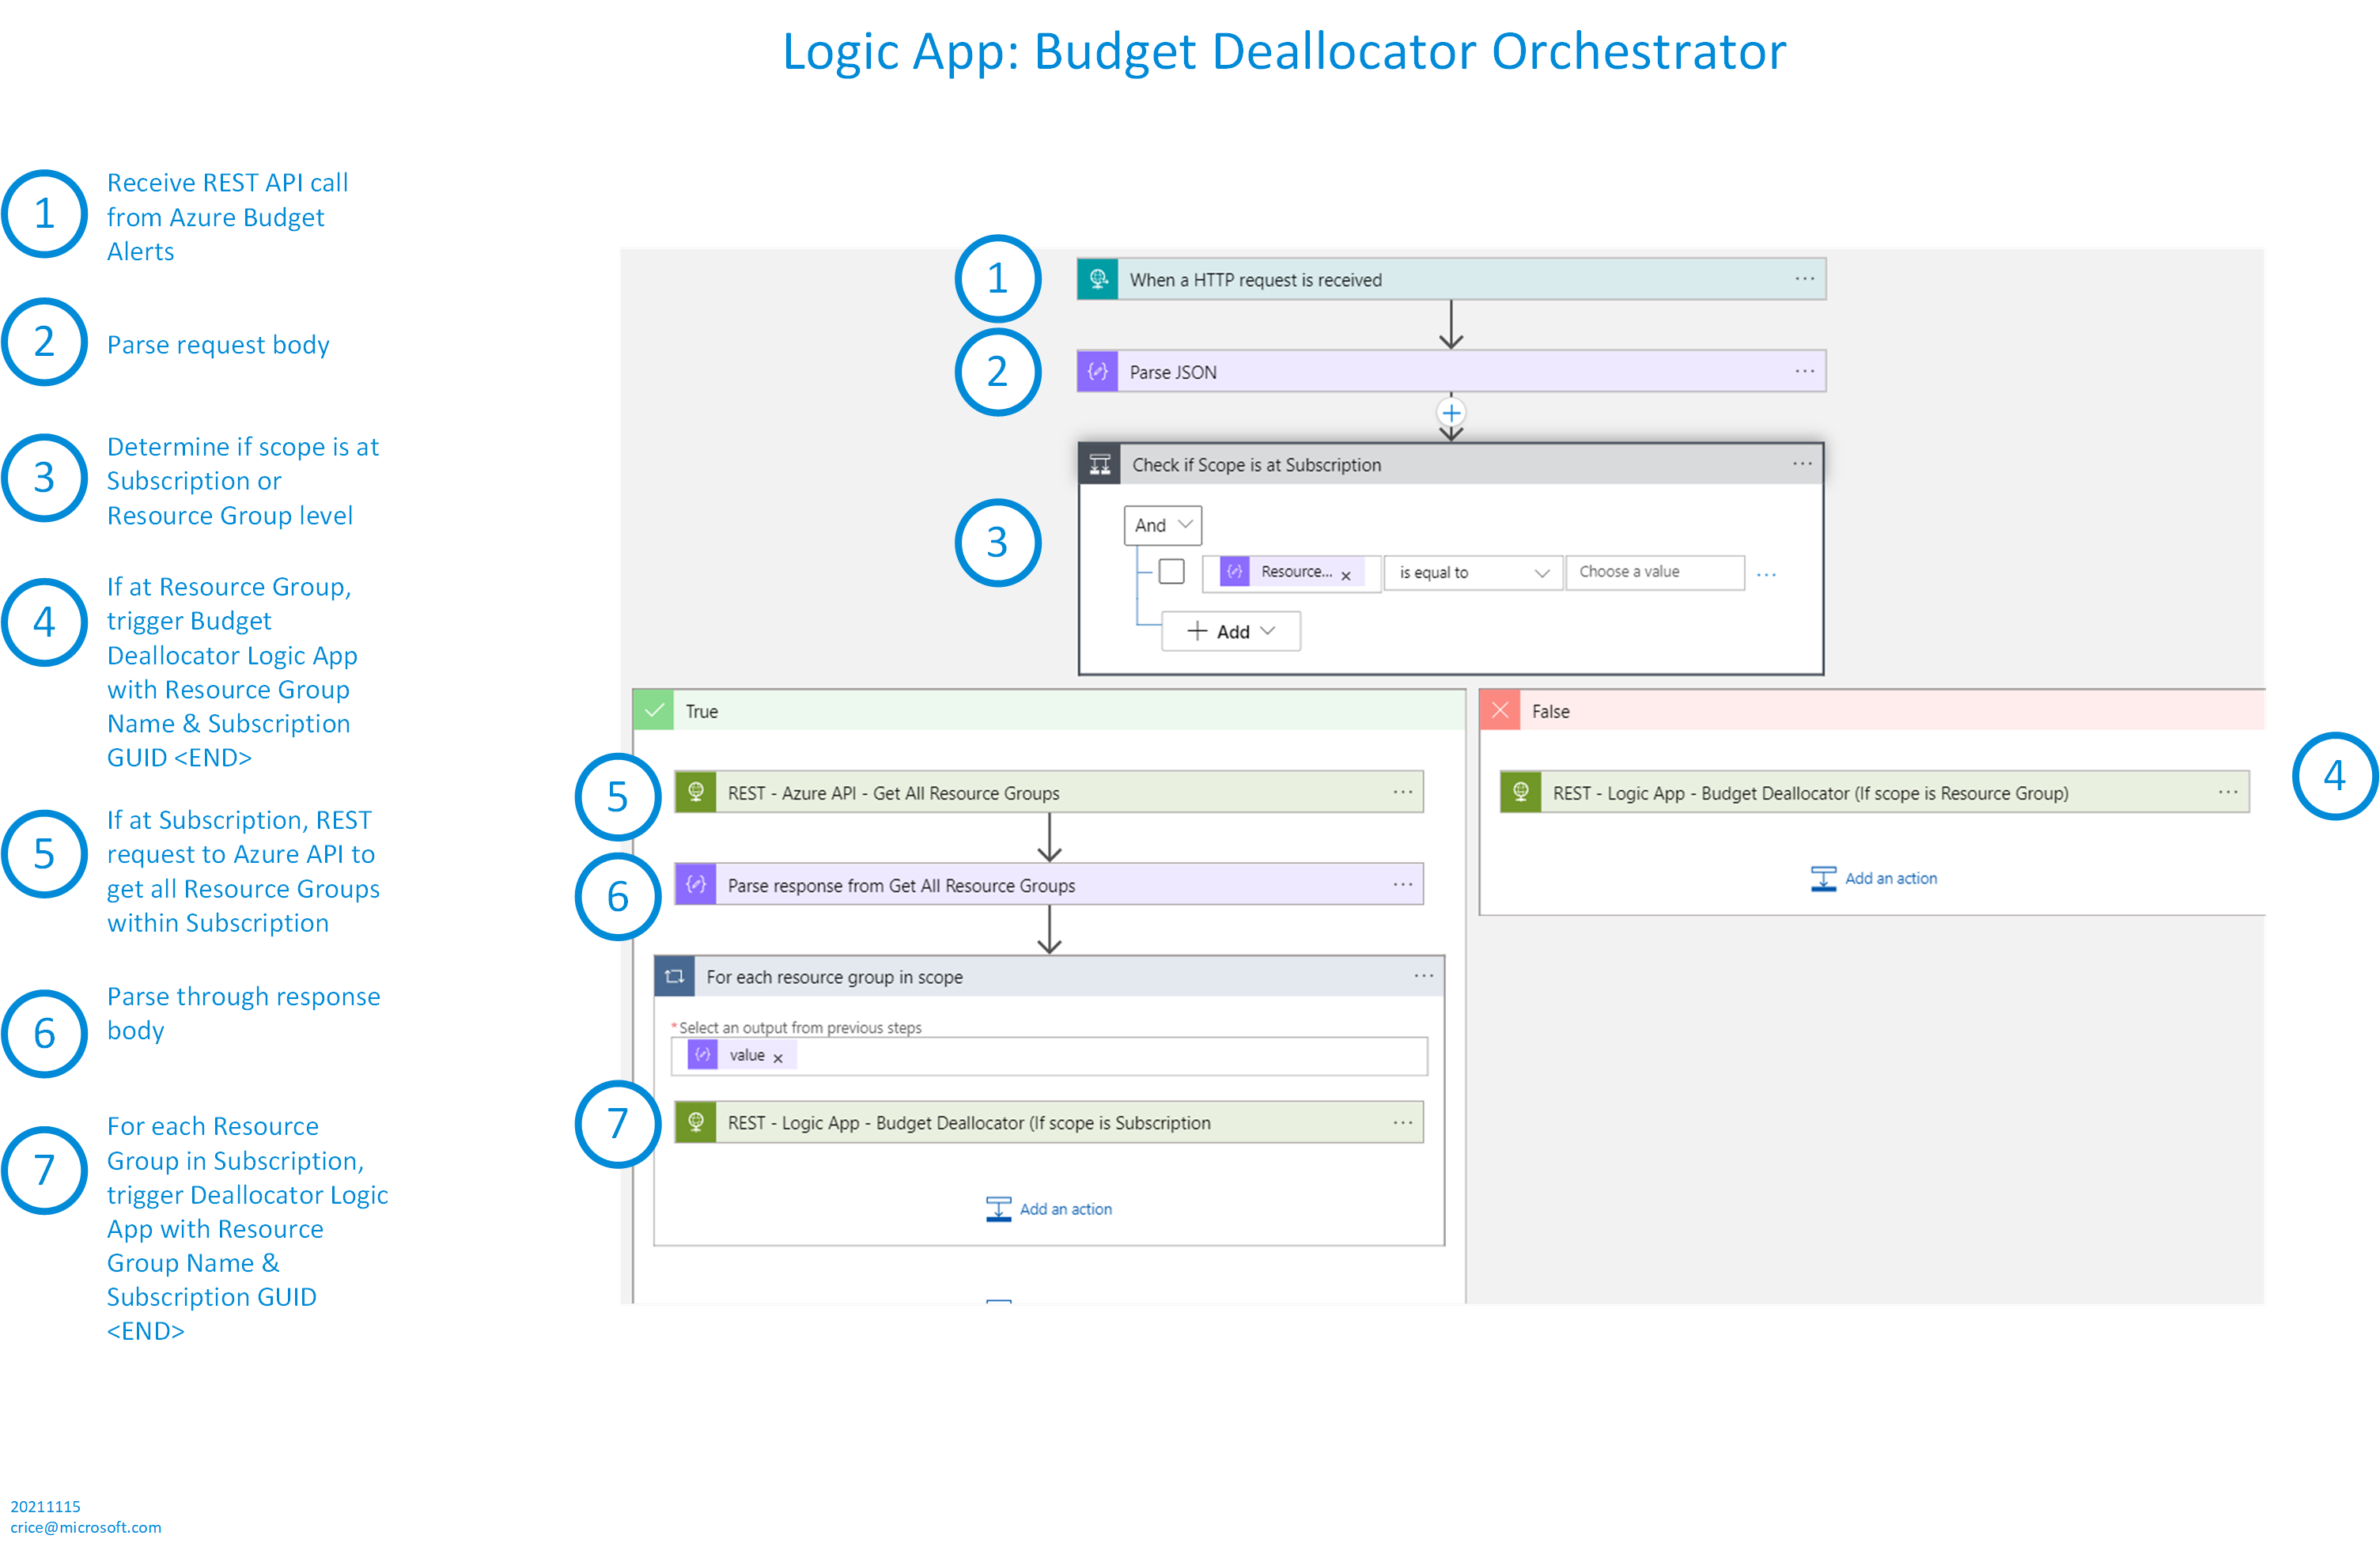 Logic App: Budget Deallocator Orchestrator
1
Receive REST API call
from Azure Budget
Alerts
2
Parse request body
3
Determine if scope is at
Subscription or
Resource Group level
4
If at Resource Group,
trigger Budget
Deallocator Logic App
with Resource Group
Name & Subscription
GUID <END>
5
If at Subscription, REST
request to Azure API to
get all Resource Groups
within Subscription
6
Parse through response
body
7
For each Resource
Group in Subscription,
trigger Deallocator Logic
App with Resource
Group Name &
Subscription GUID
<END>
1
When a HTTP request is received ...
2
Parse JSON ...
Check if Scope is at Subscription ...
3
And
Resource... x is equal to Choose a value ...
+ Add
True
False
5
REST - Azure API - Get All Resource Groups ...
REST - Logic App - Budget Deallocator (If scope is Resource Group) ...
4
6
Parse response from Get All Resource Groups ...
Add an action
For each resource group in scope ...
*Select an output from previous steps
value x
7
REST - Logic App - Budget Deallocator (If scope is Subscription ...
Add an action
20211115
crice@microsoft.com